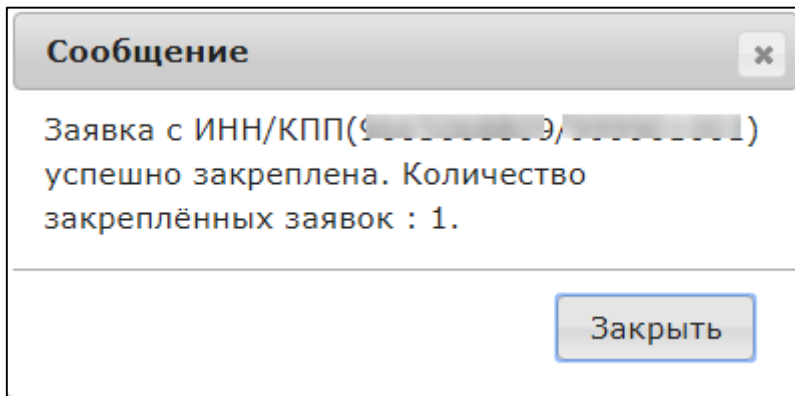 Сообщение
Заявка с ИНН/КПП(
успешно закреплена. Количество
закреплённых заявок : 1.
Закрыть